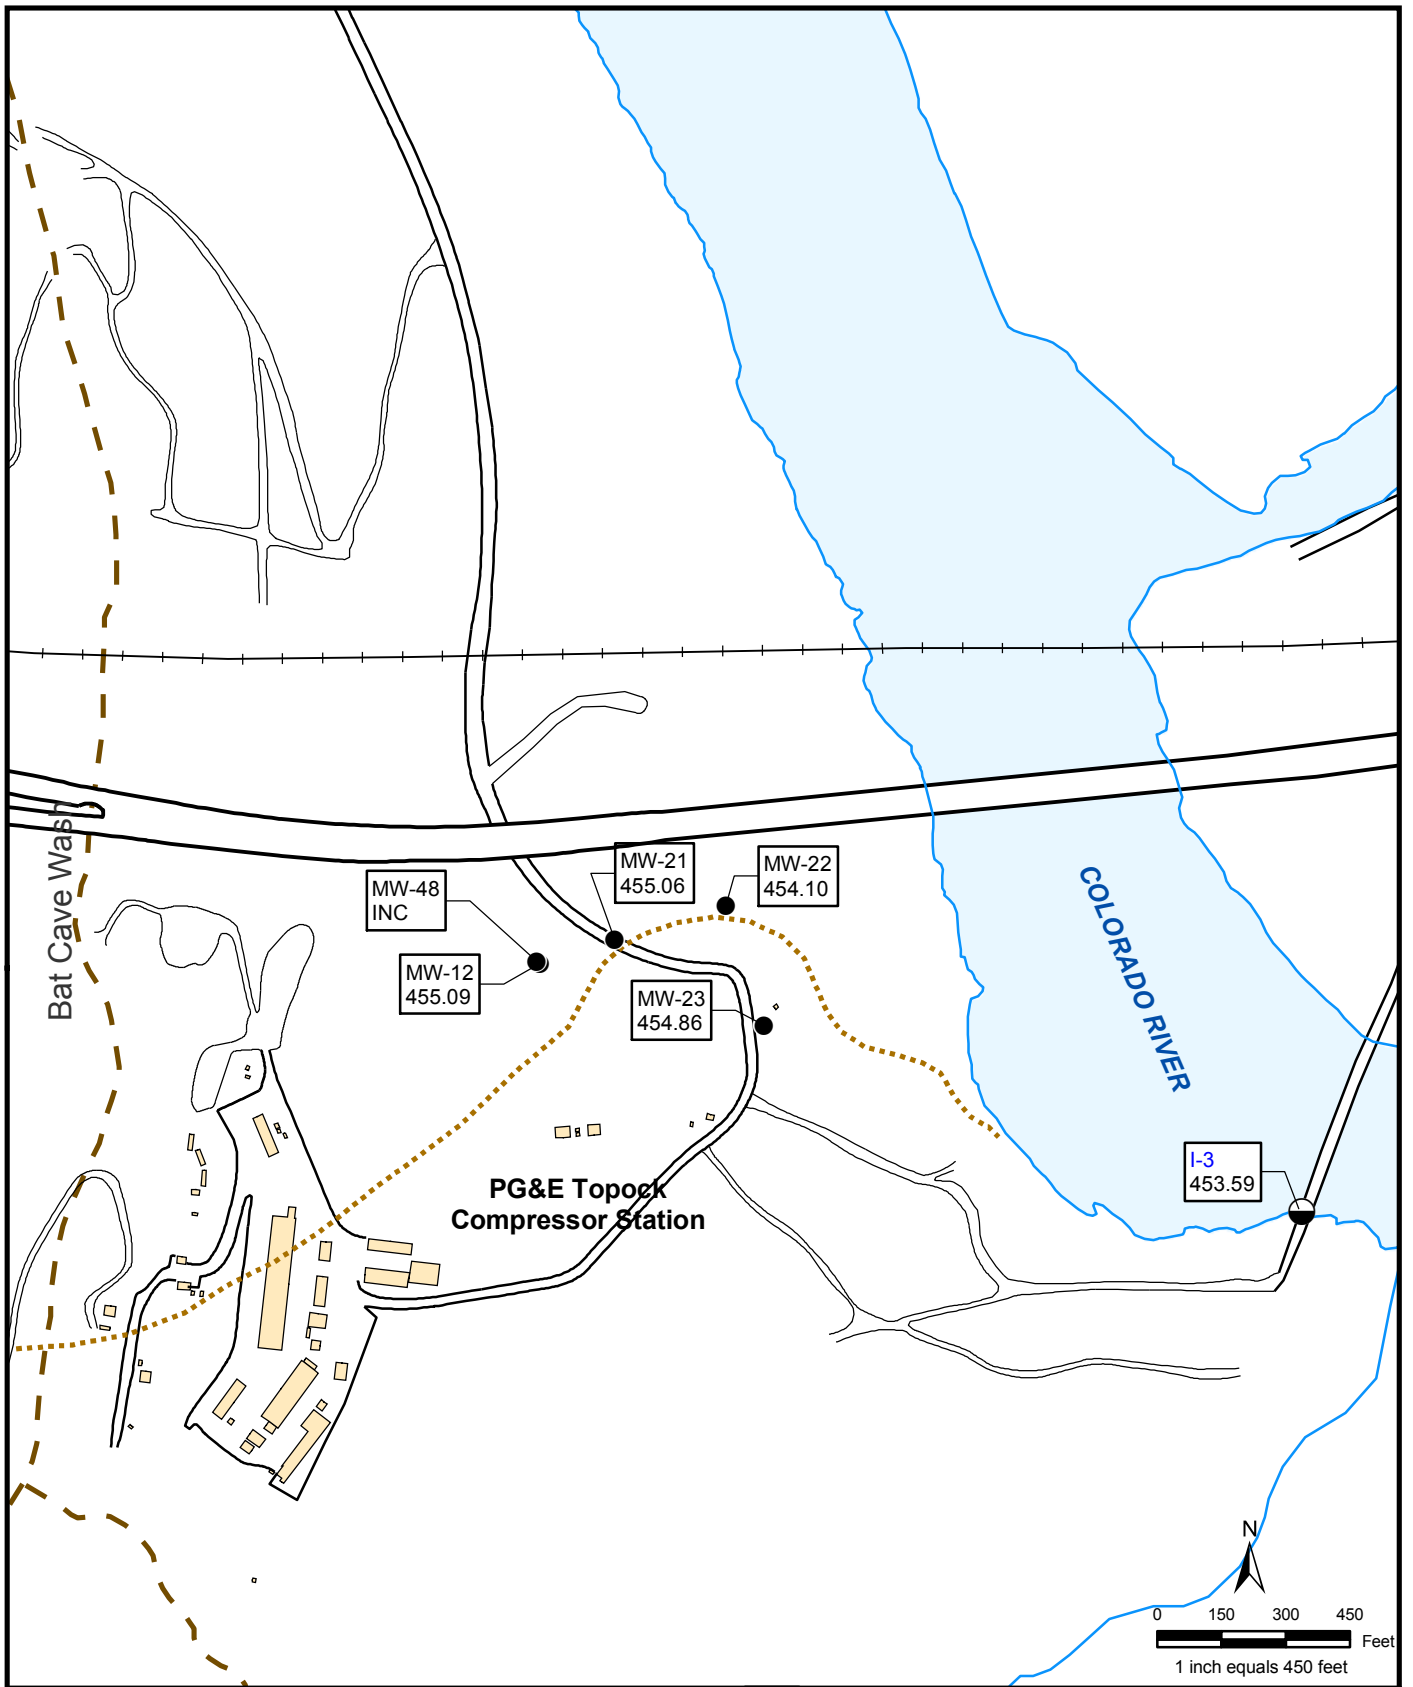 MW-21
455.06
MW-22
454.10
MW-48
INC
MW-12
455.09
MW-23
454.86
Bat Cave Wash
COLORADO RIVER
I-3
453.59
PG&E Topock
Compressor Station
N
0 150 300 450
Feet
1 inch equals 450 feet